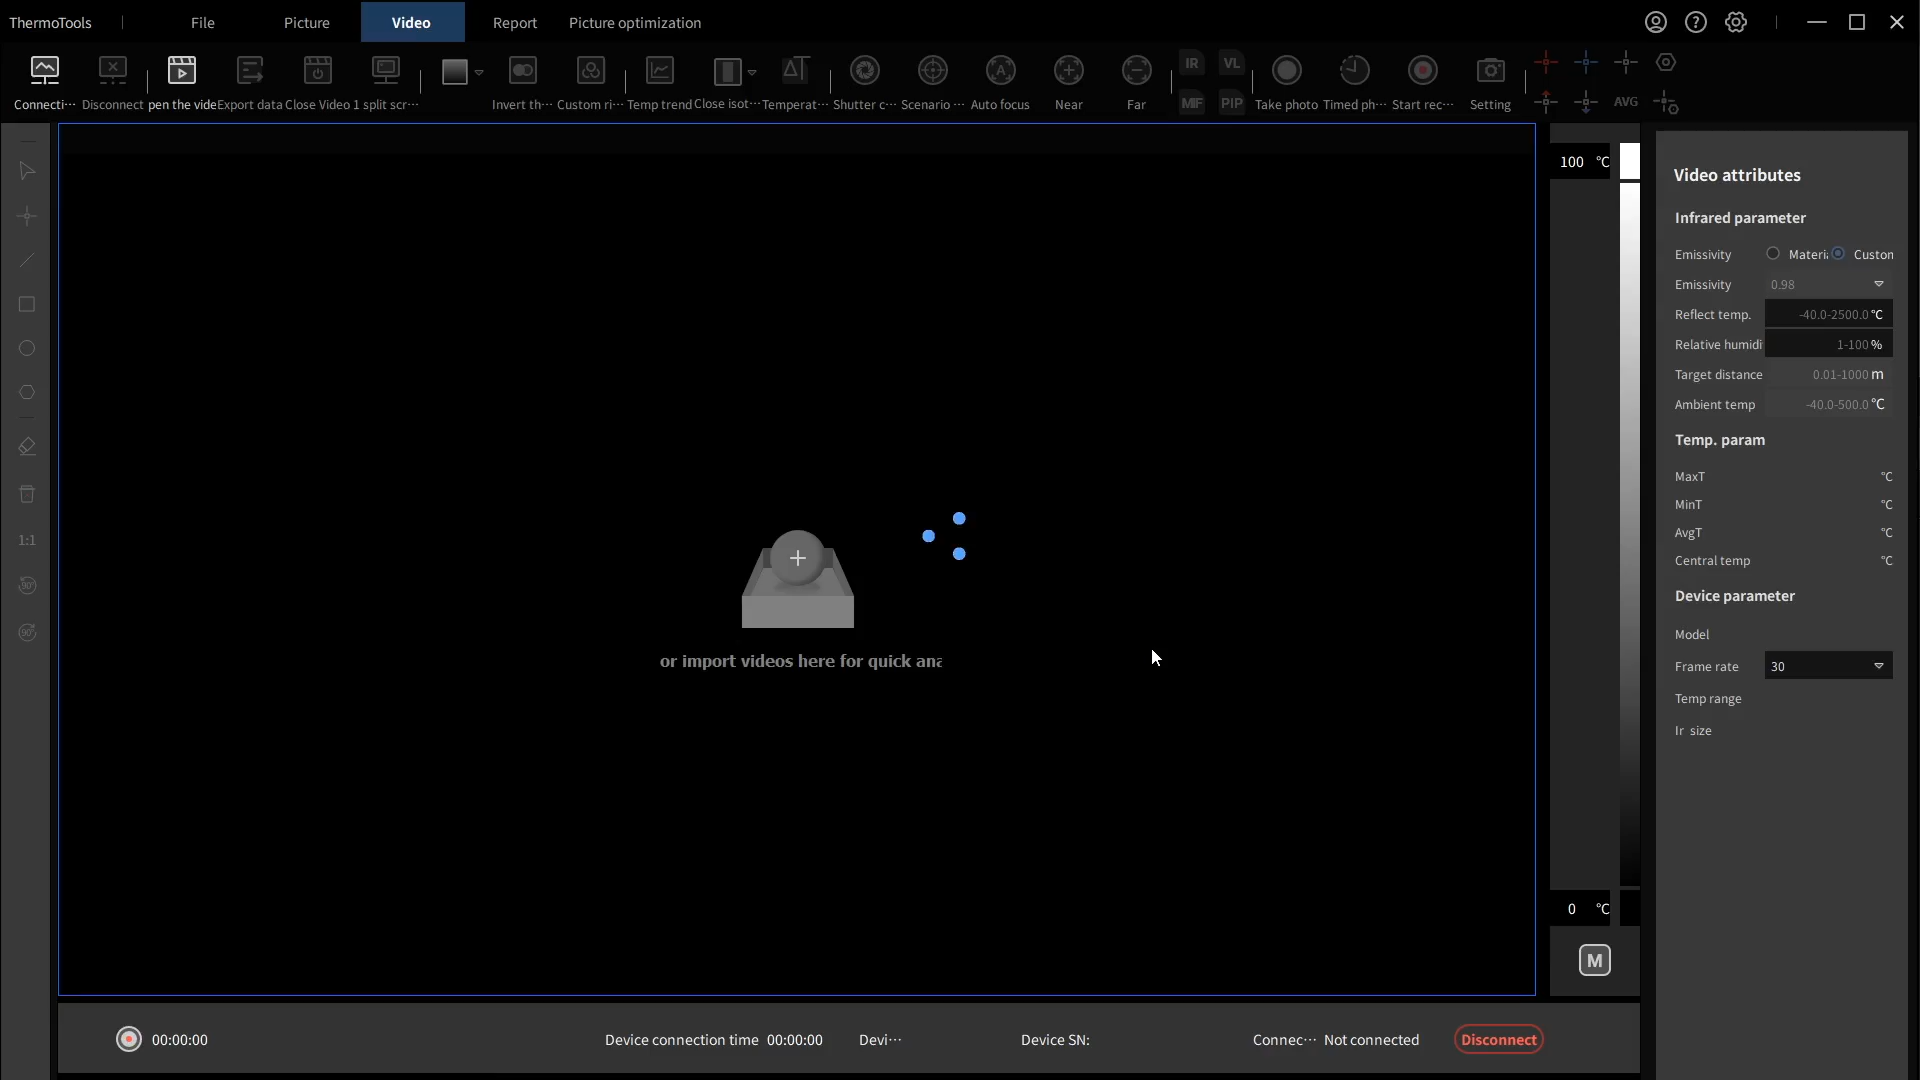 ThermoTools File Picture Video Report Picture optimization
Connecti··· Disconnect pen the vide Export data Close Video 1 split scr··· Invert th··· Custom ri··· Temp trend Close isot··· Temperat··· Shutter c··· Scenario ··· Auto focus Near Far IR VL MIF PIP Take photo Timed ph··· Start rec··· Setting AVG
1:1
90°
90°
or import videos here for quick ana
100 °C
0 °C
M
Video attributes
Infrared parameter
Emissivity Materi Custom
Emissivity 0.98
Reflect temp. -40.0-2500.0 °C
Relative humidi 1-100 %
Target distance 0.01-1000 m
Ambient temp -40.0-500.0 °C
Temp. param
MaxT °C
MinT °C
AvgT °C
Central temp °C
Device parameter
Model
Frame rate 30
Temp range
Ir size
00:00:00 Device connection time 00:00:00 Devi··· Device SN: Connec··· Not connected Disconnect